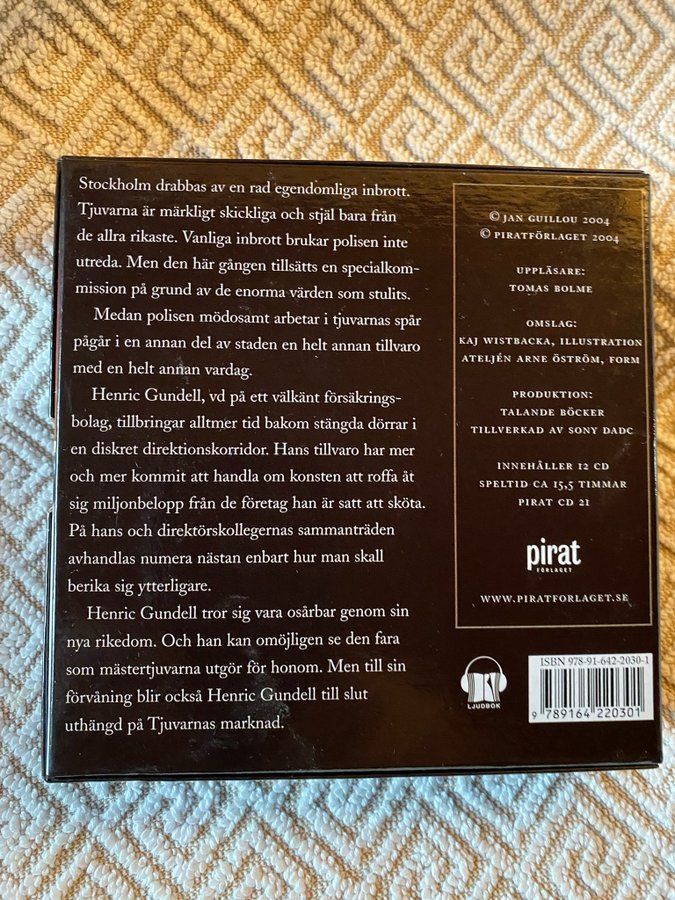 Stockholm drabbas av en rad egendomliga inbrott.
Tjuvarna är märkligt skickliga och stjäl bara från
de allra rikaste. Vanliga inbrott brukar polisen inte
utreda. Men den här gången tillsätts en specialkom-
mission på grund av de enorma värden som stulits.
Medan polisen mödosamt arbetar i tjuvarnas spår
pågår i en annan del av staden en helt annan tillvaro
med en helt annan vardag.
Henric Gundell, vd på ett välkänt försäkrings-
bolag, tillbringar alltmer tid bakom stängda dörrar i
en diskret direktionskorridor. Hans tillvaro har mer
och mer kommit att handla om konsten att roffa åt
sig miljonbelopp från de företag han är satt att sköta.
På hans och direktörskollegernas sammanträden
avhandlas numera nästan enbart hur man skall
berika sig ytterligare.
Henric Gundell tror sig vara osårbar genom sin
nya rikedom. Och han kan omöjligen se den fara
som mästertjuvarna utgör för honom. Men till sin
förvåning blir också Henric Gundell till slut
uthängd på Tjuvarnas marknad.
© JAN GUILLOU 2004
© PIRATFÖRLAGET 2004
UPPLÄSARE:
TOMAS BOLME
OMSLAG:
KAJ WISTBACKA, ILLUSTRATION
ATELJÉN ARNE ÖSTRÖM, FORM
PRODUKTION:
TALANDE BÖCKER
TILLVERKAD AV SONY DADC
INNEHÅLLER 12 CD
SPELTID CA 15,5 TIMMAR
PIRAT CD 21
pirat
FÖRLAGET
WWW.PIRATFORLAGET.SE
LJUDBOK
ISBN 978-91-642-2030-1
9 789164 220301